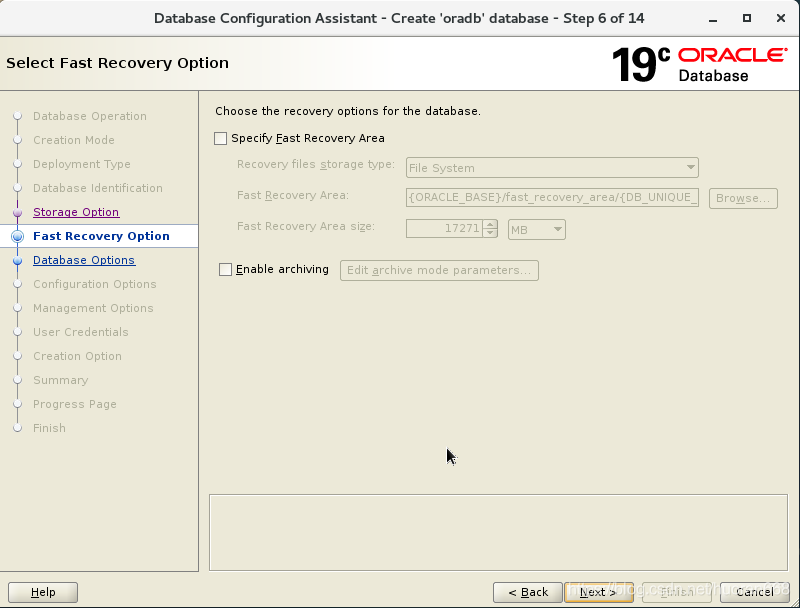 Database Configuration Assistant - Create 'oradb' database - Step 6 of 14
Select Fast Recovery Option
19c ORACLE
Database
Database Operation
Creation Mode
Deployment Type
Database Identification
Storage Option
Fast Recovery Option
Database Options
Configuration Options
Management Options
User Credentials
Creation Option
Summary
Progress Page
Finish
Choose the recovery options for the database.
Specify Fast Recovery Area
Recovery files storage type: File System
Fast Recovery Area: {ORACLE_BASE}/fast_recovery_area/{DB_UNIQUE_ Browse...
Fast Recovery Area size: 17271 MB
Enable archiving Edit archive mode parameters...
Help < Back Next > Finish Cancel